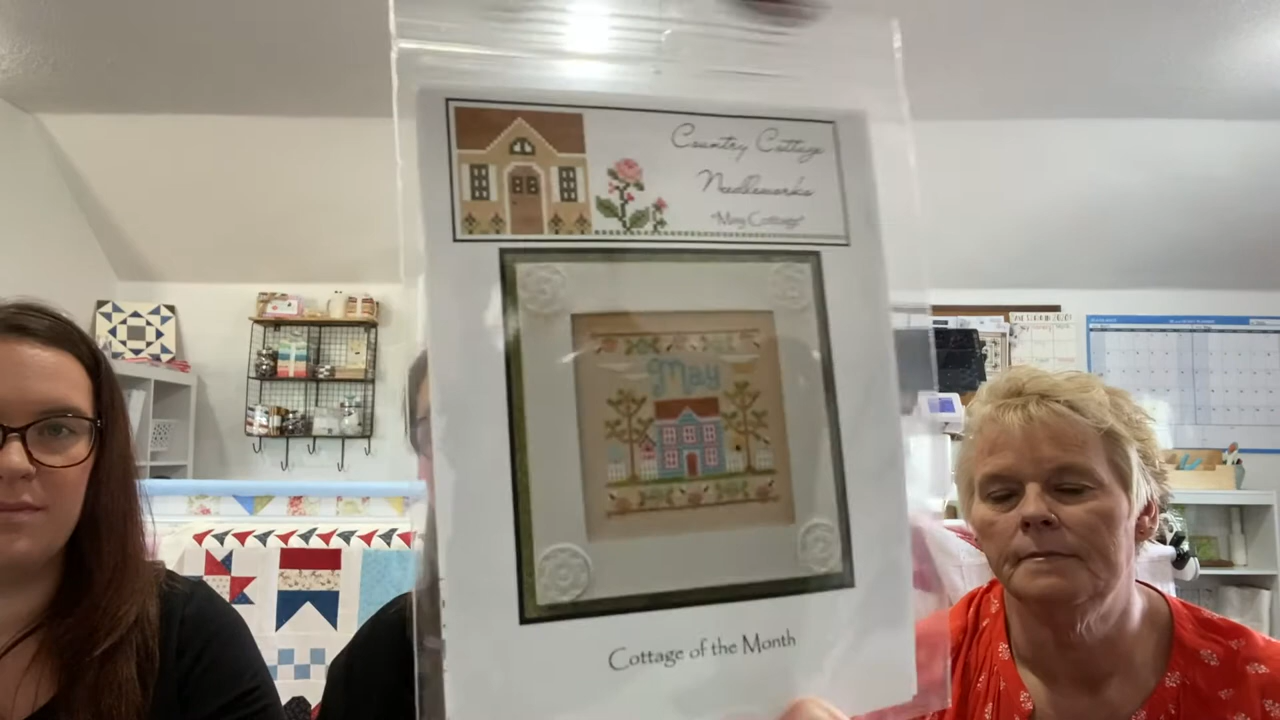 Country Cottage
Needleworks
"May Cottage"
May
Cottage of the Month